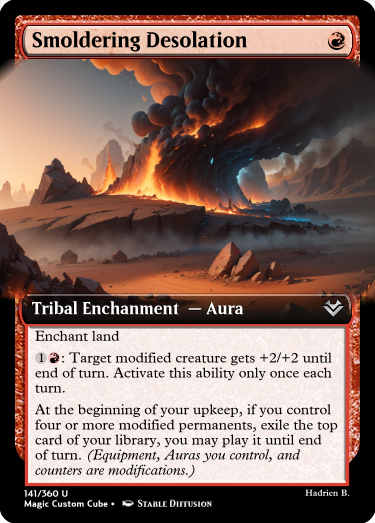 Smoldering Desolation
Tribal Enchanment — Aura
Enchant land
1: Target modified creature gets +2/+2 until
end of turn. Activate this ability only once each
turn.
At the beginning of your upkeep, if you control
four or more modified permanents, exile the top
card of your library, you may play it until end
of turn. (Equipment, Auras you control, and
counters are modifications.)
141/360 U
Hadrien B.
Magic Custom Cube • Stable Diffusion